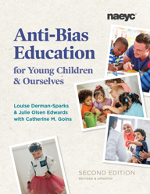 naeyc
Anti-Bias
Education
for Young Children
& Ourselves
Louise Derman-Sparks
& Julie Olsen Edwards
with Catherine M. Goins
SECOND EDITION
REVISED & UPDATED